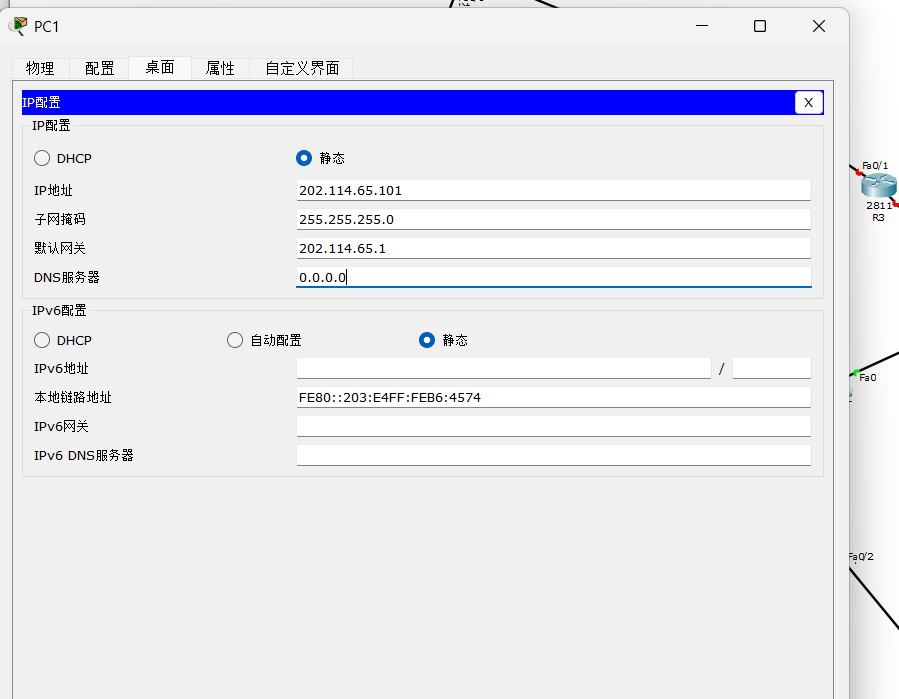 PC1
物理 配置 桌面 属性 自定义界面
IP配置 X
IP配置
DHCP 静态
IP地址 202.114.65.101
子网掩码 255.255.255.0
默认网关 202.114.65.1
DNS服务器 0.0.0.0
IPv6配置
DHCP 自动配置 静态
IPv6地址 /
本地链路地址 FE80::203:E4FF:FEB6:4574
IPv6网关
IPv6 DNS服务器
Fa0/1
2811
R3
Fa0
Fa0/2